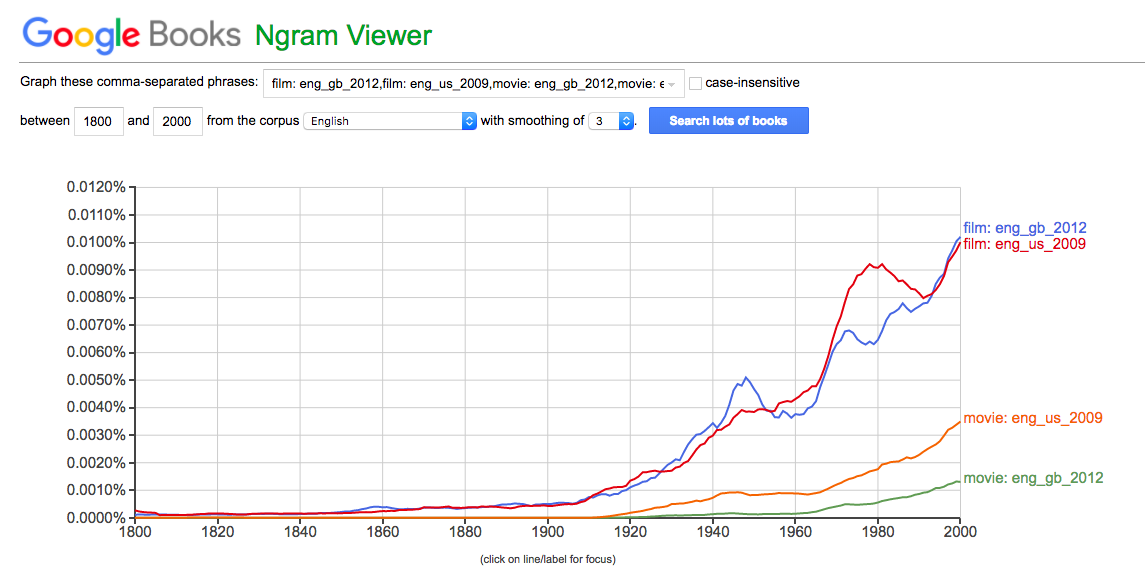 Google Books Ngram Viewer
Graph these comma-separated phrases: film: eng_gb_2012,film: eng_us_2009,movie: eng_gb_2012,movie: e case-insensitive
between 1800 and 2000 from the corpus English with smoothing of 3 . Search lots of books
0.0120%
0.0110%
0.0100%
0.0090%
0.0080%
0.0070%
0.0060%
0.0050%
0.0040%
0.0030%
0.0020%
0.0010%
0.0000%
film: eng_gb_2012
film: eng_us_2009
movie: eng_us_2009
movie: eng_gb_2012
1800 1820 1840 1860 1880 1900 1920 1940 1960 1980 2000
(click on line/label for focus)